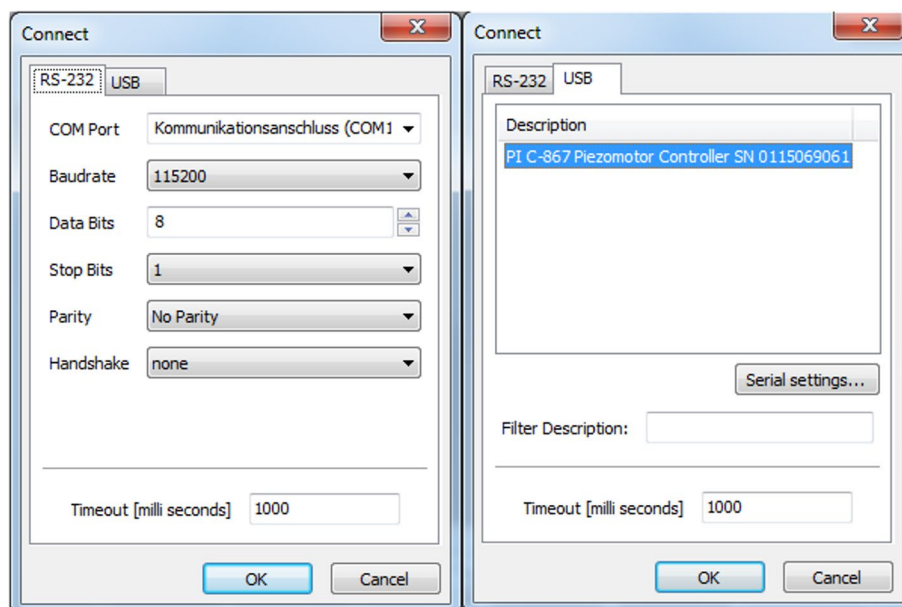 Connect
RS-232 USB
COM Port Kommunikationsanschluss (COM1
Baudrate 115200
Data Bits 8
Stop Bits 1
Parity No Parity
Handshake none
Timeout [milli seconds] 1000
OK Cancel
Connect
RS-232 USB
Description
PI C-867 Piezomotor Controller SN 0115069061
Serial settings...
Filter Description:
Timeout [milli seconds] 1000
OK Cancel